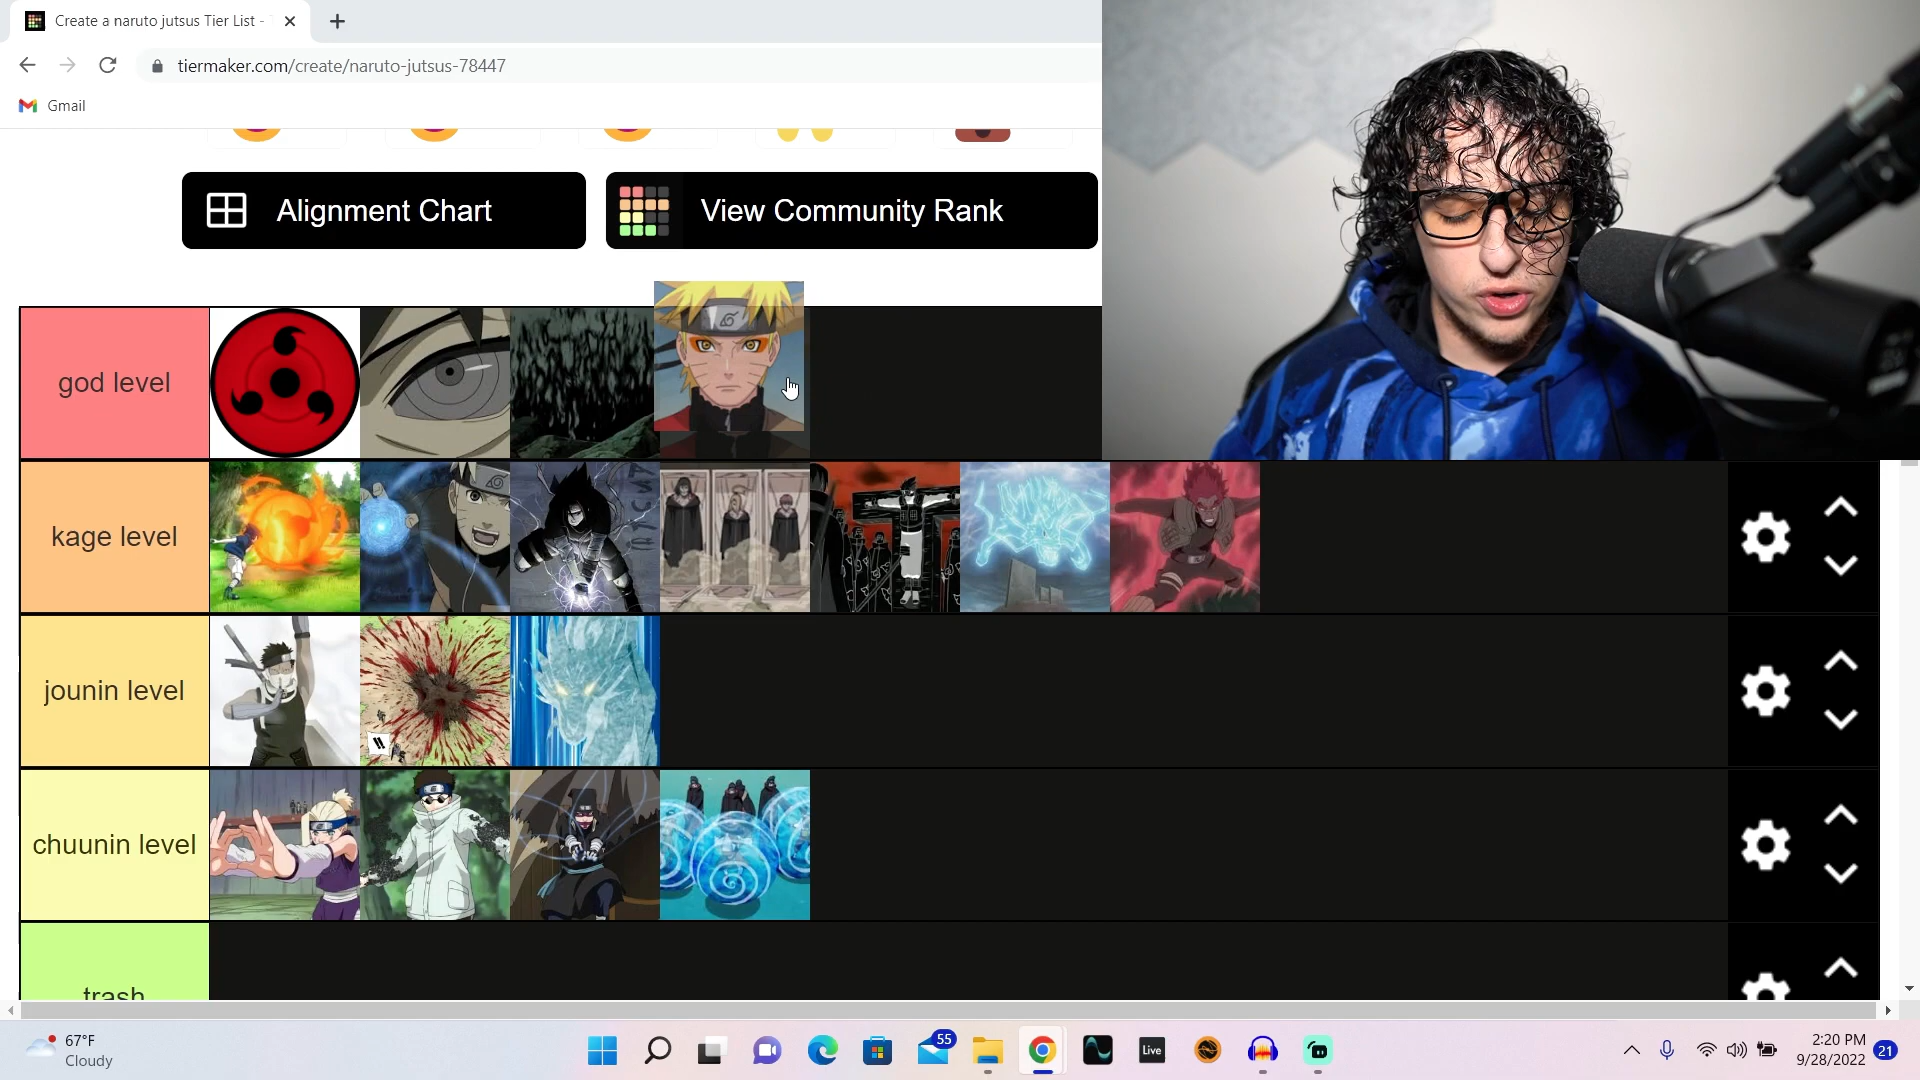 Create a naruto jutsus Tier List -
tiermaker.com/create/naruto-jutsus-78447
Gmail
Alignment Chart
View Community Rank
god level
kage level
jounin level
chuunin level
trash
67°F
Cloudy
55
Live
2:20 PM
9/28/2022
21